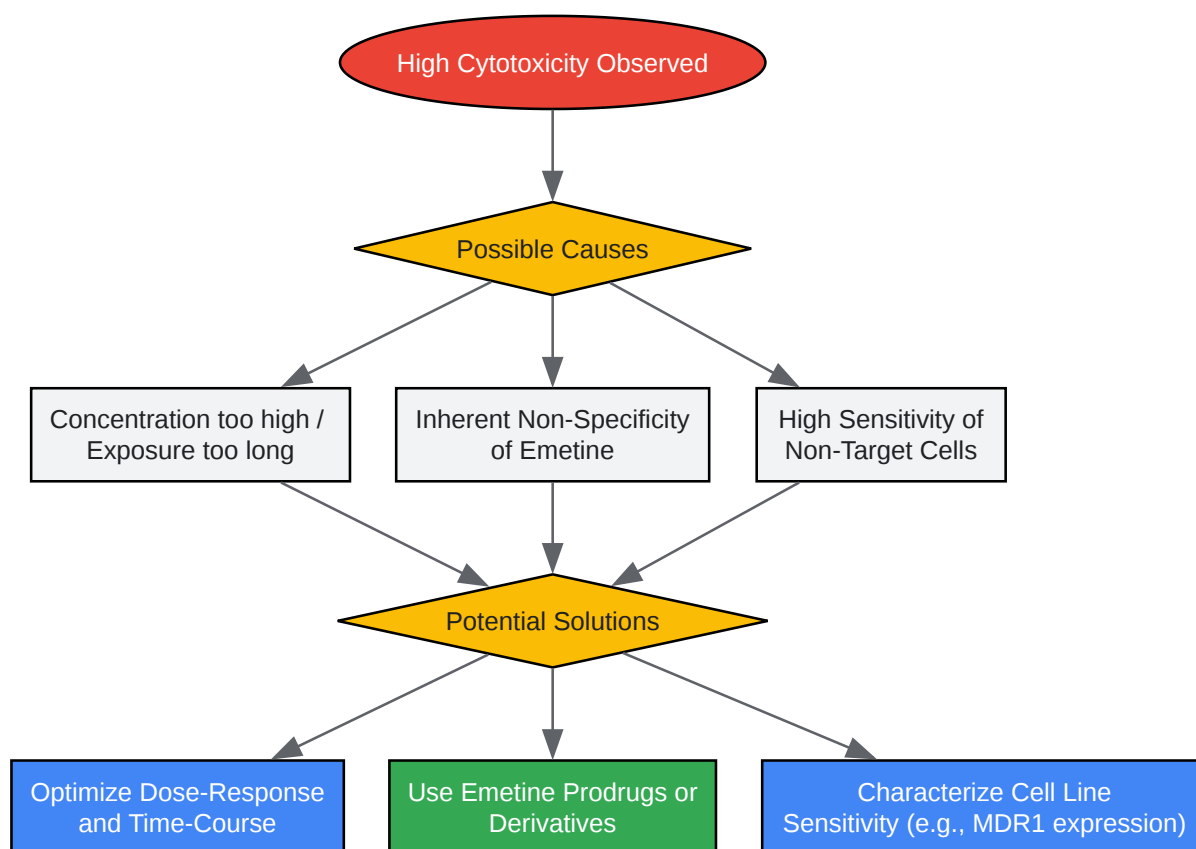 High Cytotoxicity Observed
Possible Causes
Concentration too high /
Exposure too long
Inherent Non-Specificity
of Emetine
High Sensitivity of
Non-Target Cells
Potential Solutions
Optimize Dose-Response
and Time-Course
Use Emetine Prodrugs or
Derivatives
Characterize Cell Line
Sensitivity (e.g., MDR1 expression)